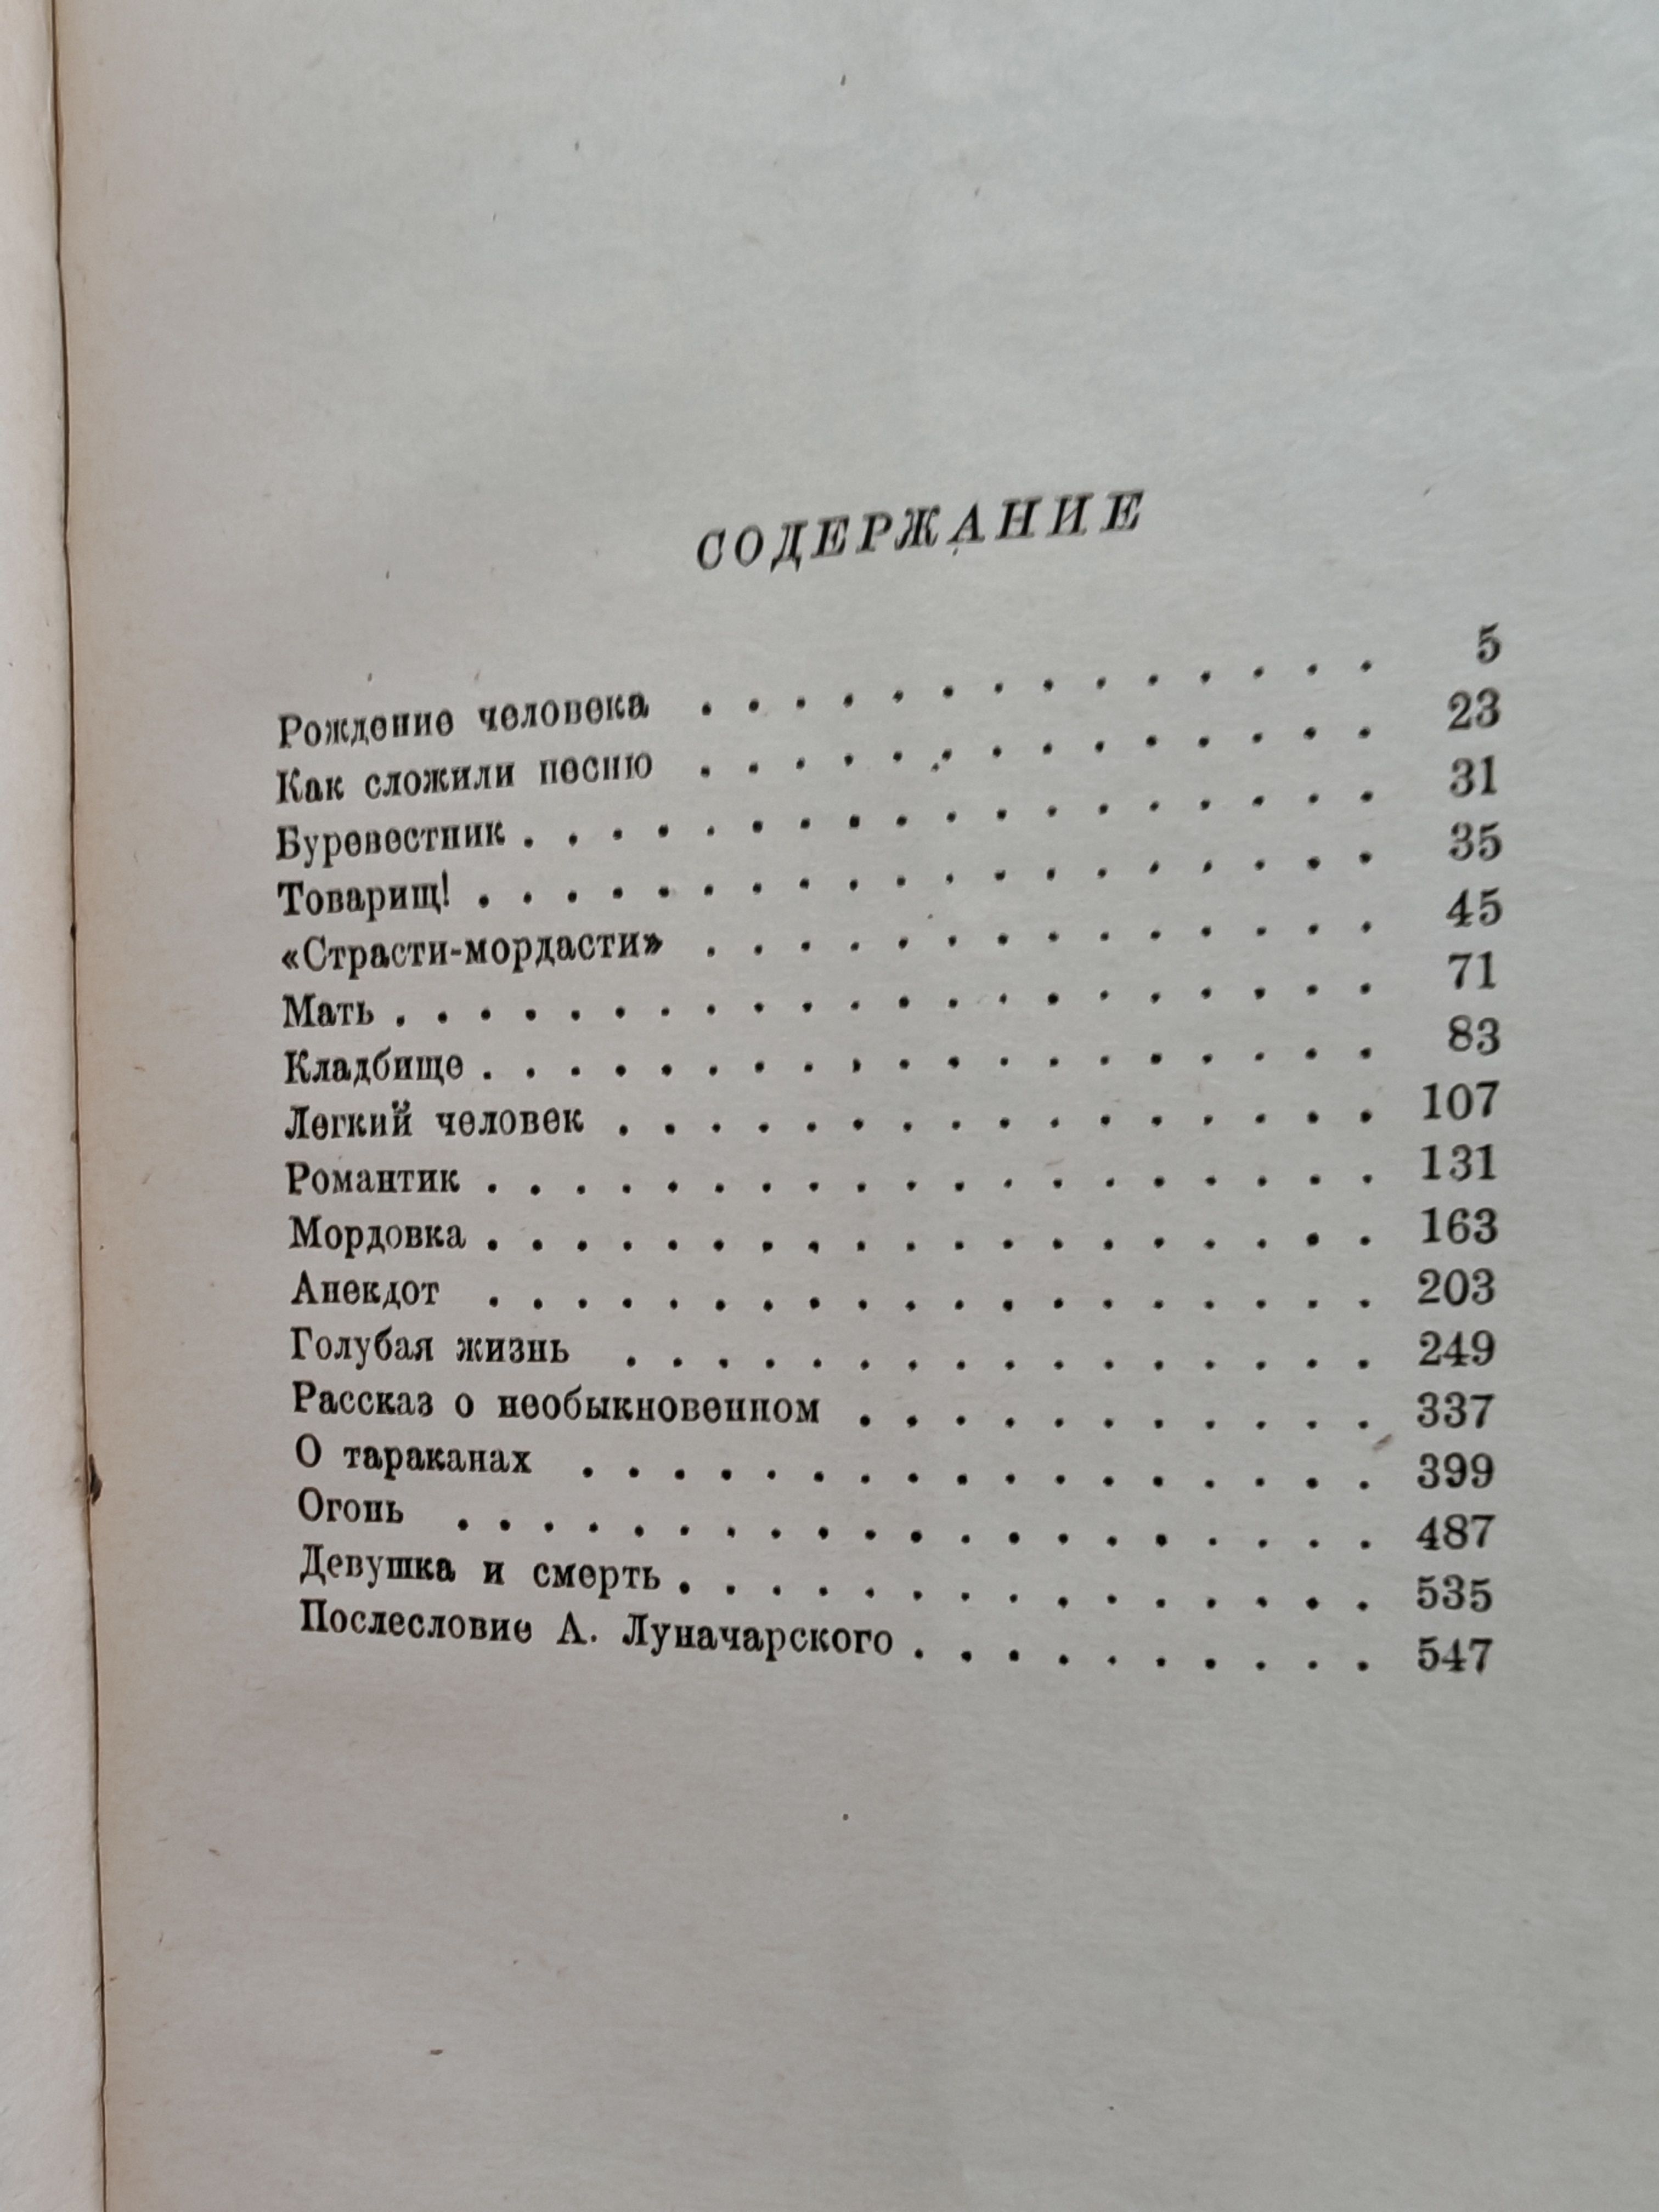 СОДЕРЖАНИЕ
Рождение человека . . . . . . . . . . . . . . 5
Как сложили песню . . . . . . . . . . . . . . 23
Буревестник . . . . . . . . . . . . . . . . . . 31
Товарищ! . . . . . . . . . . . . . . . . . . . 35
«Страсти-мордасти» . . . . . . . . . . . . . . 45
Мать . . . . . . . . . . . . . . . . . . . . . 71
Кладбище . . . . . . . . . . . . . . . . . . . 83
Легкий человек . . . . . . . . . . . . . . . . 107
Романтик . . . . . . . . . . . . . . . . . . . 131
Мордовка . . . . . . . . . . . . . . . . . . . 163
Анекдот . . . . . . . . . . . . . . . . . . . 203
Голубая жизнь . . . . . . . . . . . . . . . . 249
Рассказ о необыкновенном . . . . . . . . . . . 337
О тараканах . . . . . . . . . . . . . . . . . 399
Огонь . . . . . . . . . . . . . . . . . . . . 487
Девушка и смерть . . . . . . . . . . . . . . . 535
Послесловие А. Луначарского . . . . . . . . . . 547